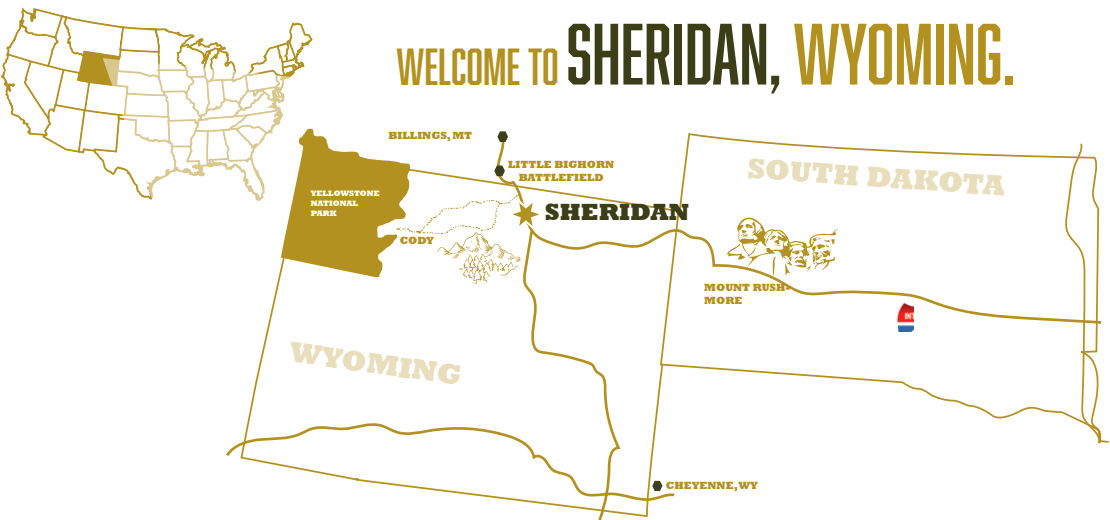 WELCOME TO SHERIDAN, WYOMING.
BILLINGS, MT
LITTLE BIGHORN
BATTLEFIELD
SOUTH DAKOTA
YELLOWSTONE
NATIONAL
PARK
SHERIDAN
CODY
MOUNT RUSH-
MORE
WYOMING
CHEYENNE, WY